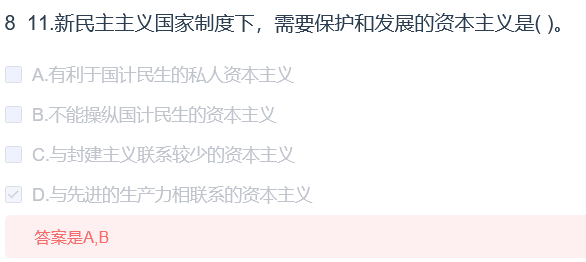 8 11.新民主主义国家制度下，需要保护和发展的资本主义是( )。
A.有利于国计民生的私人资本主义
B.不能操纵国计民生的资本主义
C.与封建主义联系较少的资本主义
D.与先进的生产力相联系的资本主义
答案是A,B